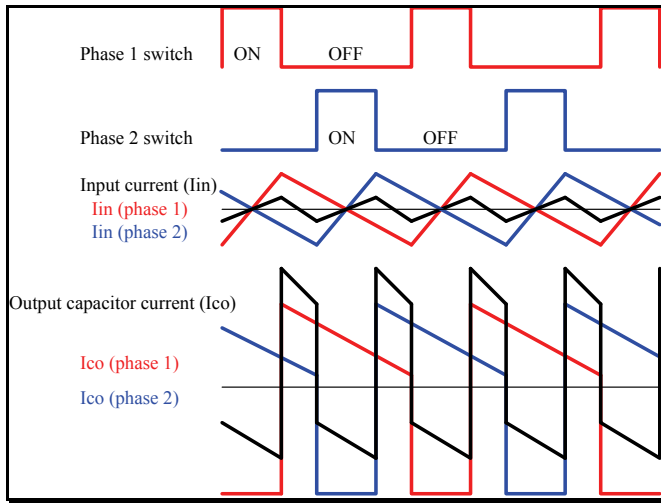 Phase 1 switch ON OFF
Phase 2 switch ON OFF
Input current (Iin)
Iin (phase 1)
Iin (phase 2)
Output capacitor current (Ico)
Ico (phase 1)
Ico (phase 2)